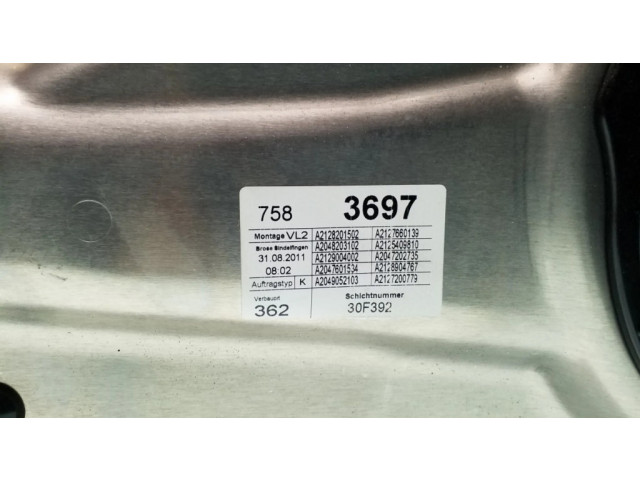 758 3697
Montage VL2 A2128201502 A2127660139
Brose Sindelfingen A2048203102 A2125409810
31.08.2011 A2129004002 A2047202735
08:02 A2047601534 A2128904767
Auftragstyp K A2049052103 A2127200779
Verbauort Schichtnummer
362 30F392